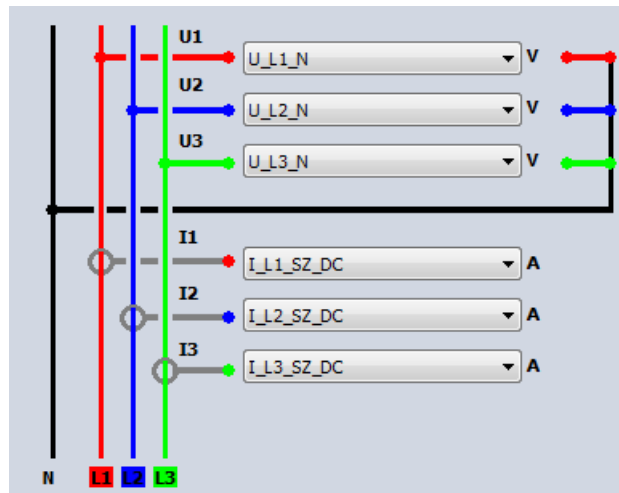 U1
U_L1_N V
U2
U_L2_N V
U3
U_L3_N V
I1
I_L1_SZ_DC A
I2
I_L2_SZ_DC A
I3
I_L3_SZ_DC A
N L1 L2 L3